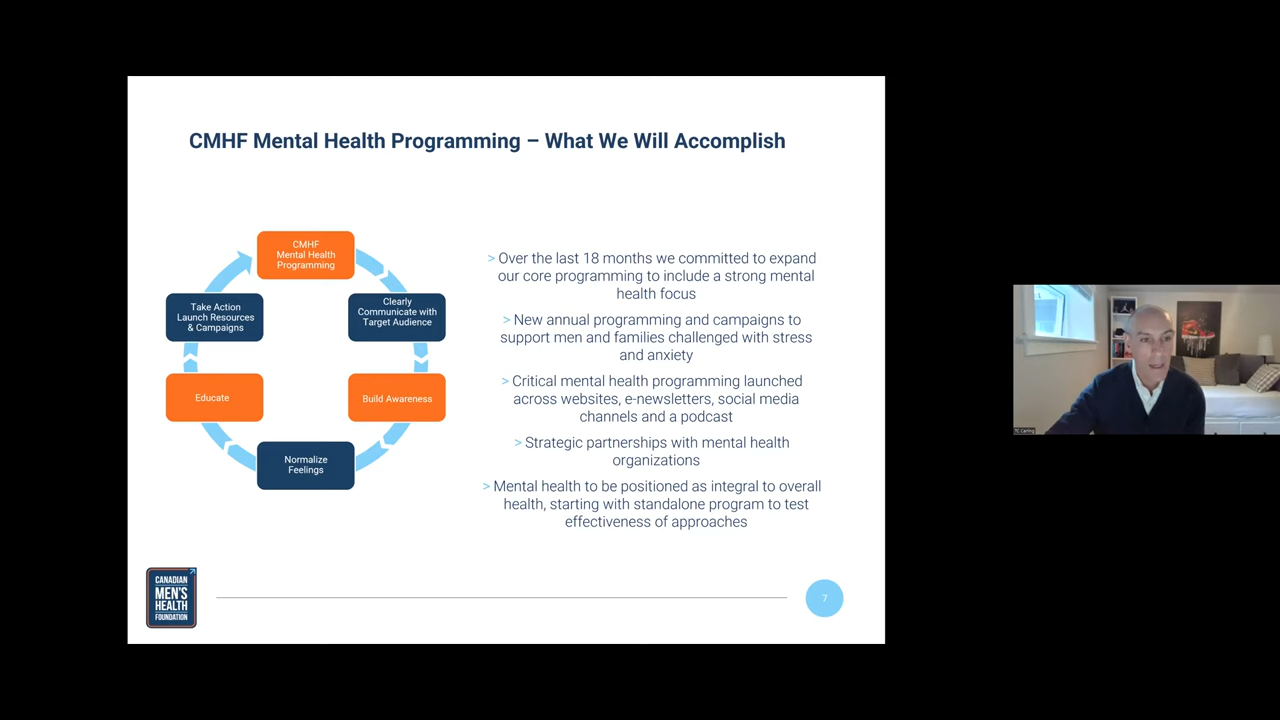 CMHF Mental Health Programming – What We Will Accomplish
CMHF
Mental Health
Programming
Clearly
Communicate with
Target Audience
Build Awareness
Normalize
Feelings
Educate
Take Action
Launch Resources
& Campaigns
> Over the last 18 months we committed to expand
our core programming to include a strong mental
health focus
> New annual programming and campaigns to
support men and families challenged with stress
and anxiety
> Critical mental health programming launched
across websites, e-newsletters, social media
channels and a podcast
> Strategic partnerships with mental health
organizations
> Mental health to be positioned as integral to overall
health, starting with standalone program to test
effectiveness of approaches
CANADIAN
MEN'S
HEALTH
FOUNDATION
7
TC Carling